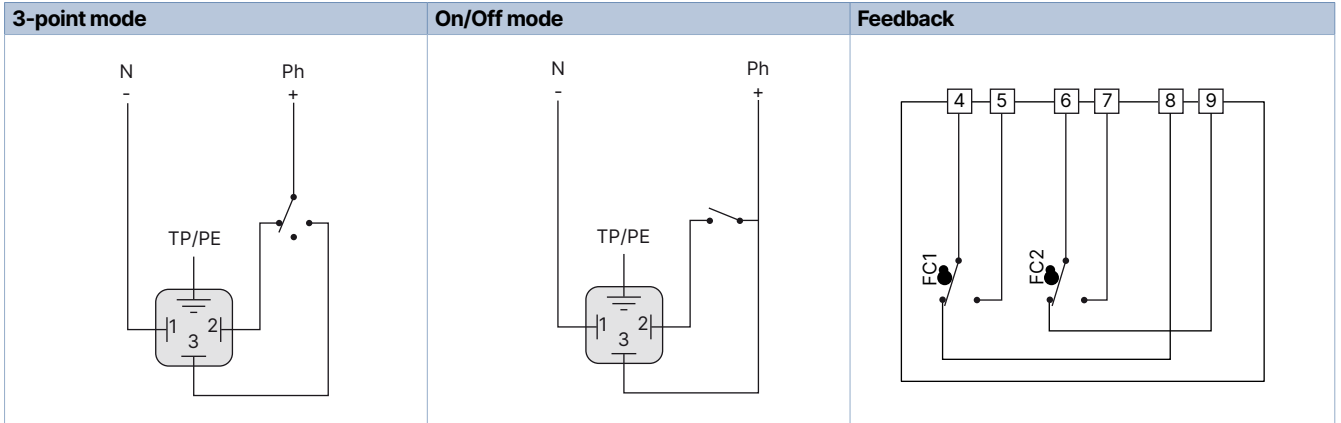 3-point mode
On/Off mode
Feedback
N
-
Ph
+
TP/PE
1
2
3
N
-
Ph
+
TP/PE
1
2
3
4
5
6
7
8
9
FC1
FC2